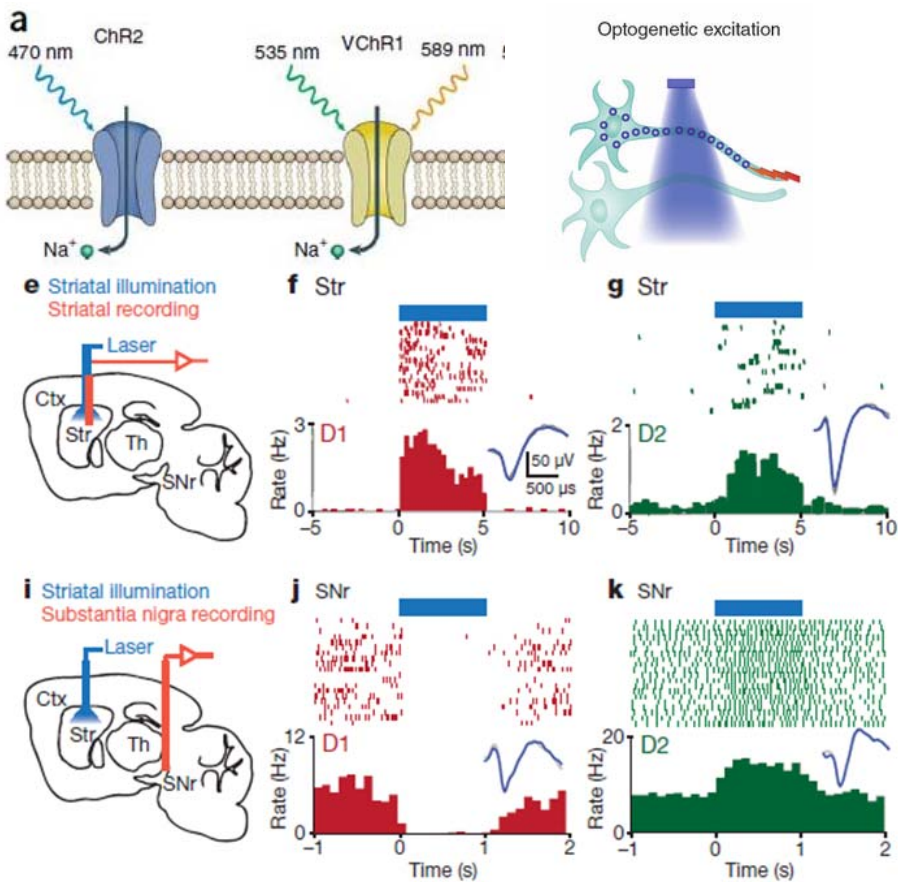 a
ChR2
VChR1
470 nm
535 nm
589 nm
Optogenetic excitation
Na+
Na+
e Striatal illumination
Striatal recording
Laser
Ctx
Str
Th
SNr
f Str
3
D1
Rate (Hz)
0
50 µV
500 µs
−5 0 5 10
Time (s)
g Str
2
D2
Rate (Hz)
0
−5 0 5 10
Time (s)
i Striatal illumination
Substantia nigra recording
Laser
Ctx
Str
Th
SNr
j SNr
12
D1
Rate (Hz)
0
−1 0 1 2
Time (s)
k SNr
20
D2
Rate (Hz)
0
−1 0 1 2
Time (s)